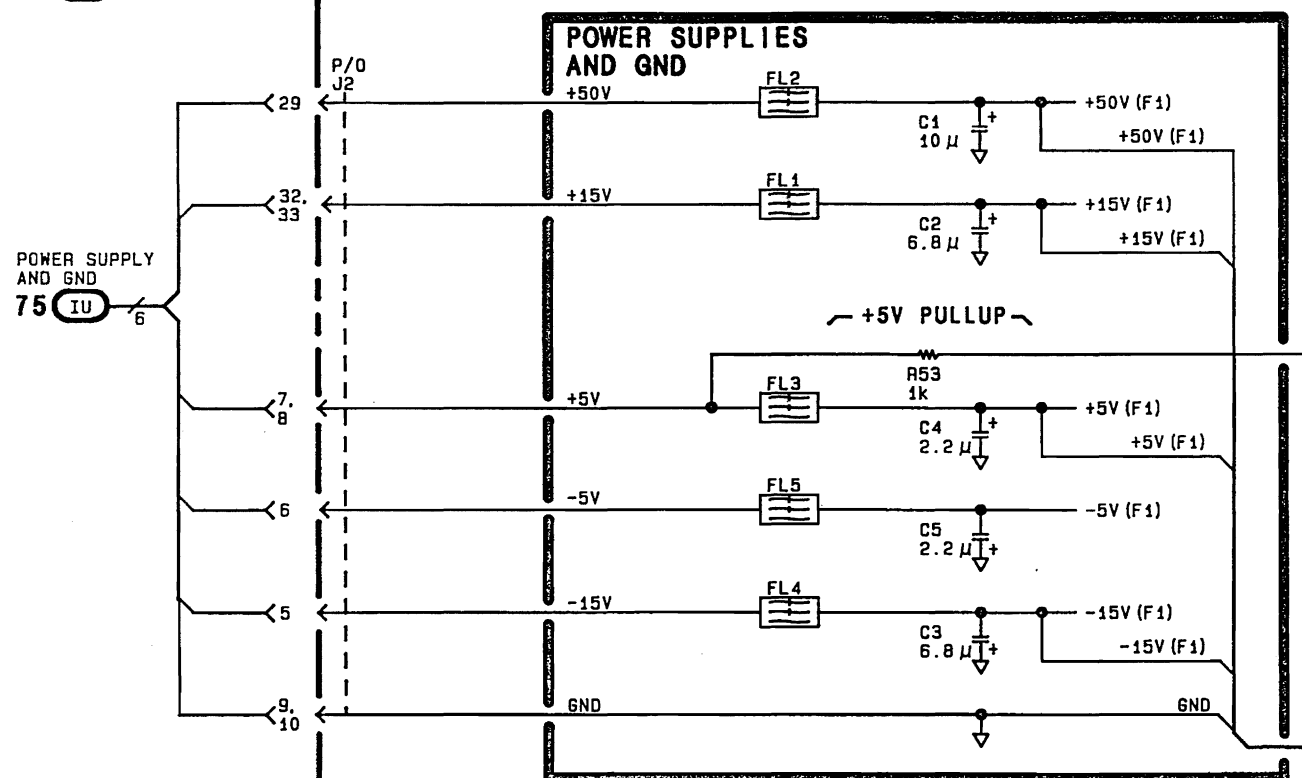 POWER SUPPLIES
AND GND
P/O
J2
29
+50V
FL2
C1
10 µ
+
+50V (F1)
+50V (F1)
32,
33
+15V
FL1
C2
6.8 µ
+
+15V (F1)
+15V (F1)
POWER SUPPLY
AND GND
75 IU
6
+5V PULLUP
R53
1k
7,
8
+5V
FL3
C4
2.2 µ
+
+5V (F1)
+5V (F1)
6
-5V
FL5
C5
2.2 µ
+
-5V (F1)
5
-15V
FL4
C3
6.8 µ
+
-15V (F1)
-15V (F1)
9,
10
GND
GND